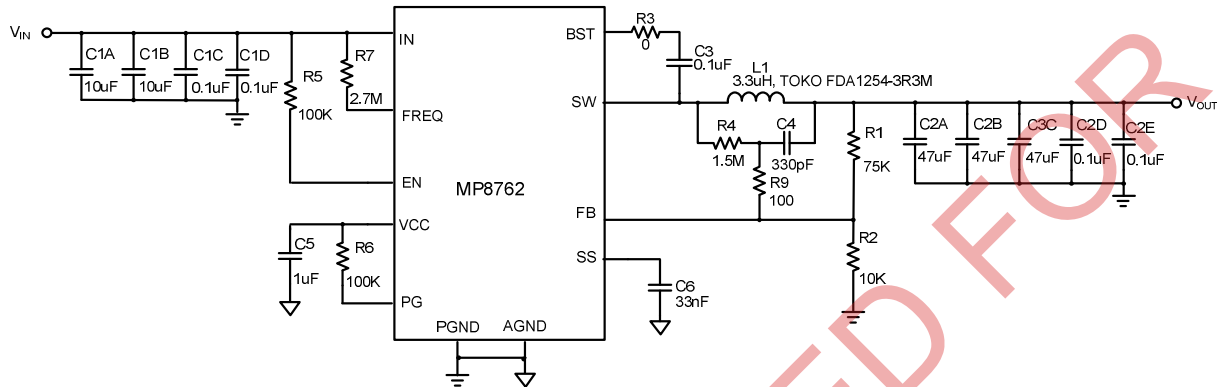 V_IN
C1A
10uF
C1B
10uF
C1C
0.1uF
C1D
0.1uF
R5
100K
R7
2.7M
IN
FREQ
EN
VCC
PG
C5
1uF
R6
100K
MP8762
PGND
AGND
BST
SW
FB
SS
R3
0
C3
0.1uF
L1
3.3uH, TOKO FDA1254-3R3M
R4
1.5M
C4
330pF
R9
100
R1
75K
R2
10K
C6
33nF
C2A
47uF
C2B
47uF
C3C
47uF
C2D
0.1uF
C2E
0.1uF
V_OUT
ED FOR